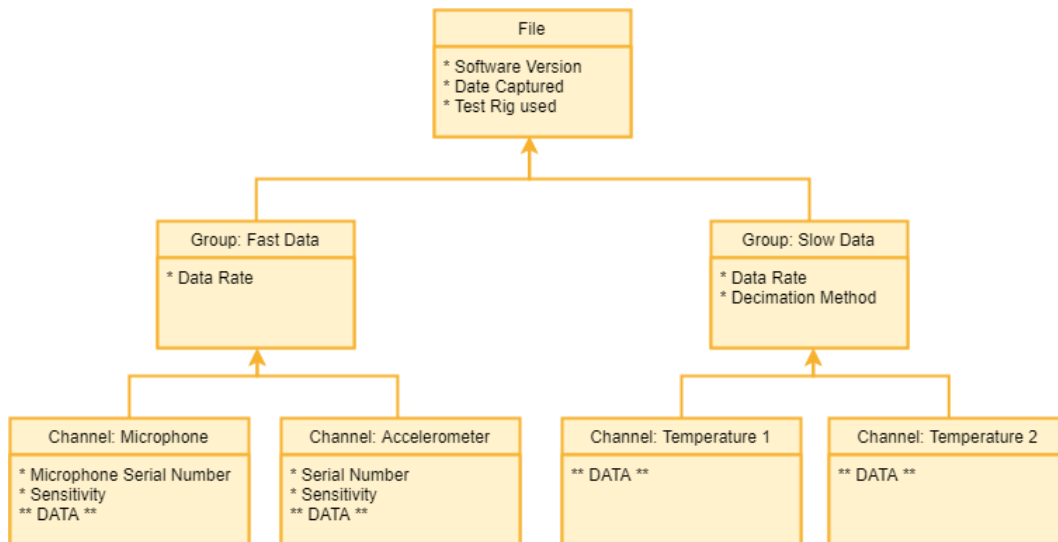 File
* Software Version
* Date Captured
* Test Rig used
Group: Fast Data
* Data Rate
Group: Slow Data
* Data Rate
* Decimation Method
Channel: Microphone
* Microphone Serial Number
* Sensitivity
** DATA **
Channel: Accelerometer
* Serial Number
* Sensitivity
** DATA **
Channel: Temperature 1
** DATA **
Channel: Temperature 2
** DATA **